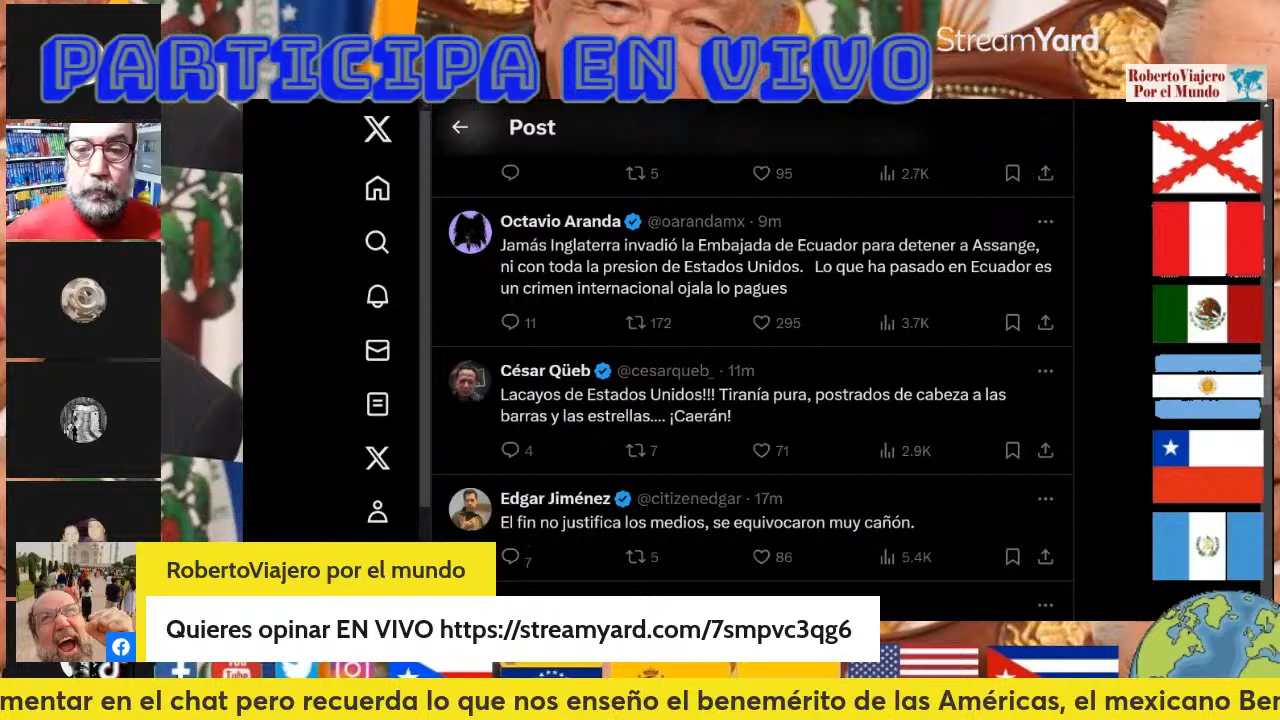 PARTICIPA EN VIVO
StreamYard
RobertoViajero
Por el Mundo
Post
5
95
2.7K
Octavio Aranda @oarandamx · 9m
Jamás Inglaterra invadió la Embajada de Ecuador para detener a Assange,
ni con toda la presion de Estados Unidos. Lo que ha pasado en Ecuador es
un crimen internacional ojala lo pagues
11
172
295
3.7K
César Qüeb @cesarqueb_ · 11m
Lacayos de Estados Unidos!!! Tiranía pura, postrados de cabeza a las
barras y las estrellas.... ¡Caerán!
4
7
71
2.9K
Edgar Jiménez @citizenedgar · 17m
El fin no justifica los medios, se equivocaron muy cañón.
7
5
86
5.4K
RobertoViajero por el mundo
Quieres opinar EN VIVO https://streamyard.com/7smpvc3qg6
You
Tube
mentar en el chat pero recuerda lo que nos enseño el benemérito de las Américas, el mexicano Ben